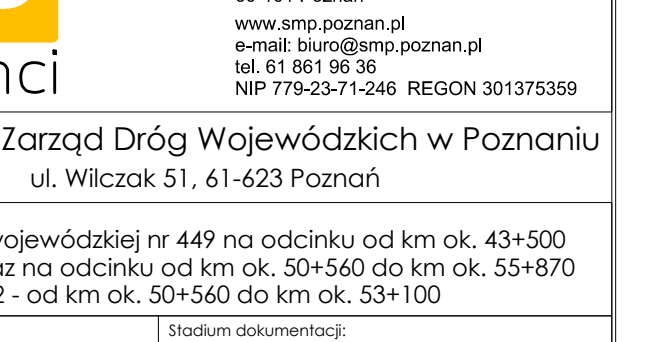 www.smp.poznan.pl
e-mail: biuro@smp.poznan.pl
tel. 61 861 96 36
NIP 779-23-71-246 REGON 301375359
Zarząd Dróg Wojewódzkich w Poznaniu
ul. Wilczak 51, 61-623 Poznań
ojewódzkiej nr 449 na odcinku od km ok. 43+500
az na odcinku od km ok. 50+560 do km ok. 55+870
2 - od km ok. 50+560 do km ok. 53+100
Stadium dokumentacji: